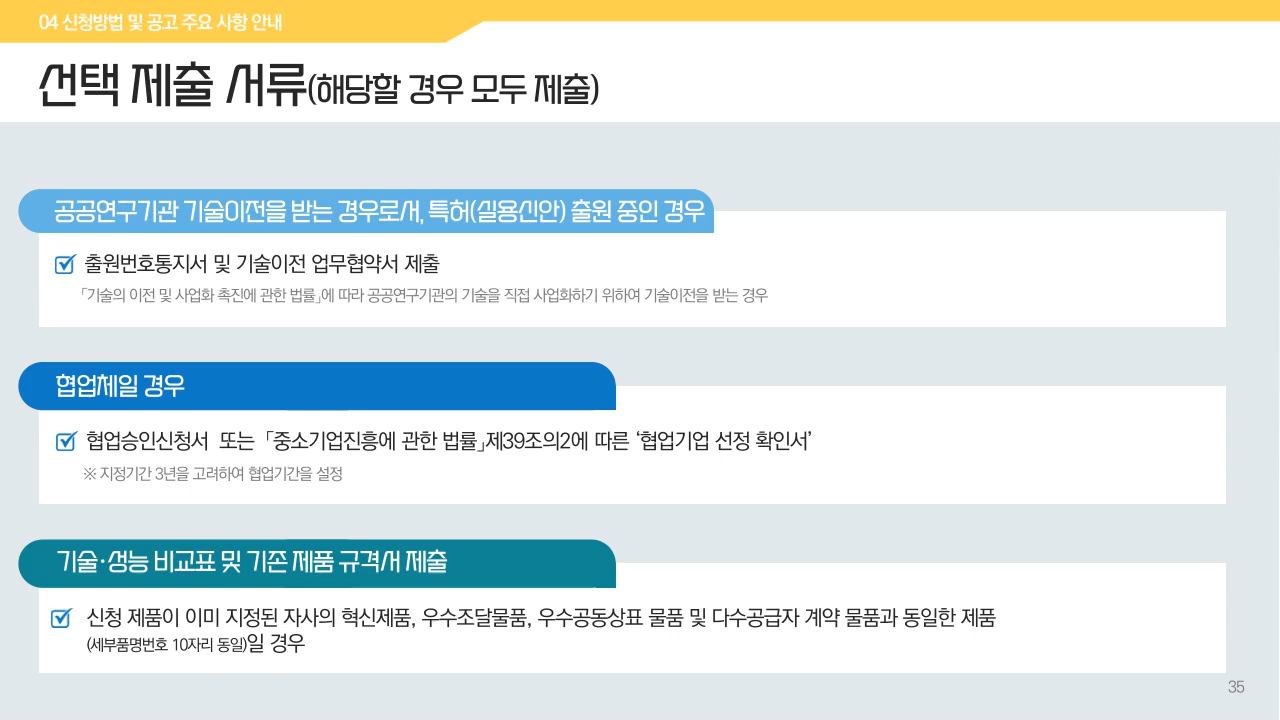 04 신청방법 및 공고 주요 사항 안내
선택 제출 서류(해당할 경우 모두 제출)
공공연구기관 기술이전을 받는 경우로서, 특허(실용신안) 출원 중인 경우
출원번호통지서 및 기술이전 업무협약서 제출
「기술의 이전 및 사업화 촉진에 관한 법률」에 따라 공공연구기관의 기술을 직접 사업화하기 위하여 기술이전을 받는 경우
협업체일 경우
협업승인신청서 또는 「중소기업진흥에 관한 법률」제39조의2에 따른 ‘협업기업 선정 확인서’
※ 지정기간 3년을 고려하여 협업기간을 설정
기술·성능 비교표 및 기존 제품 규격서 제출
신청 제품이 이미 지정된 자사의 혁신제품, 우수조달물품, 우수공동상표 물품 및 다수공급자 계약 물품과 동일한 제품
(세부품명번호 10자리 동일)일 경우
35